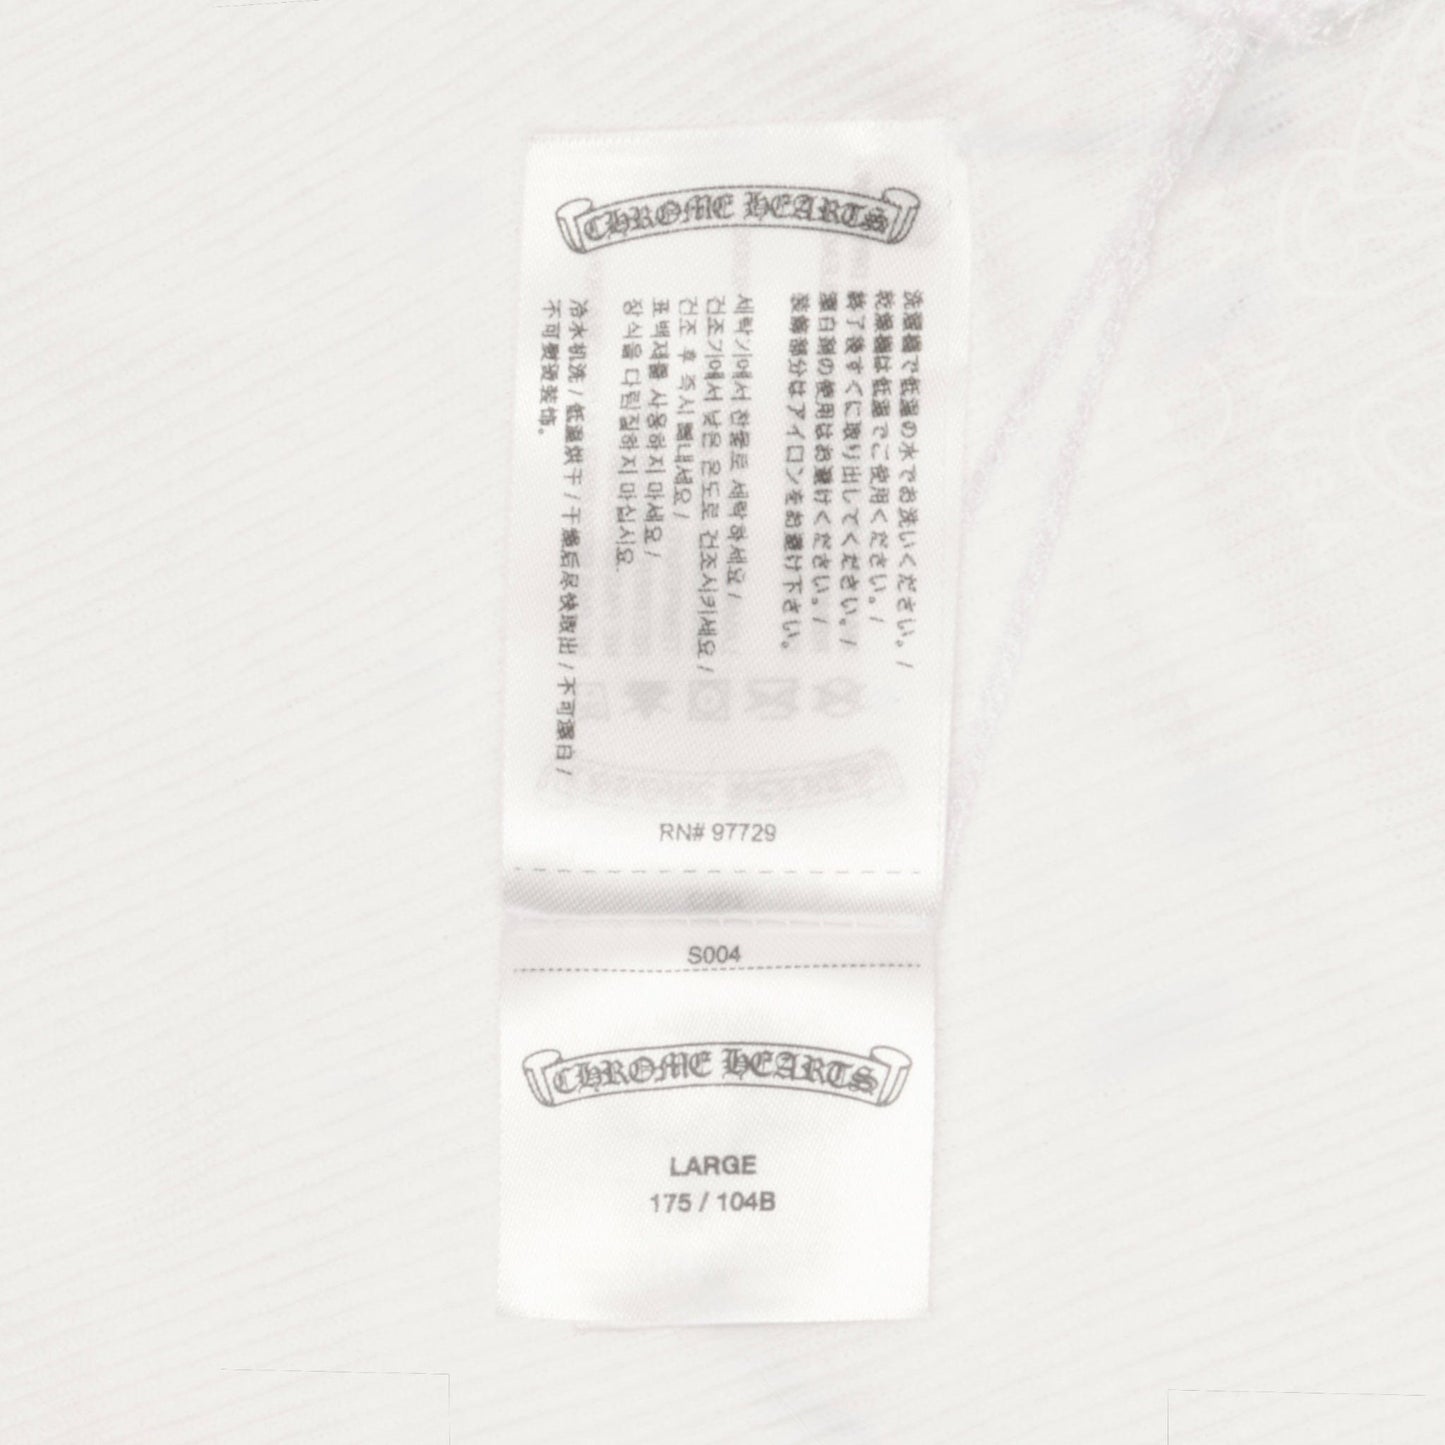 CHROME HEARTS
洗濯機で低温の水でお洗いください。/
乾燥機は低温でご使用ください。/
終了後すぐに取り出してください。/
漂白剤の使用はお避けください。/
装飾部分はアイロンをお避け下さい。
세탁기에서 찬물로 세탁하세요 /
건조기에서 낮은 온도로 건조시키세요 /
건조 후 즉시 빼내세요 /
표백제를 사용하지 마세요 /
장식을 다림질하지 마십시요
冷水机洗 / 低温烘干 / 干燥后尽快取出 / 不可漂白 /
不可熨烫装饰。
RN# 97729
S004
CHROME HEARTS
LARGE
175 / 104B